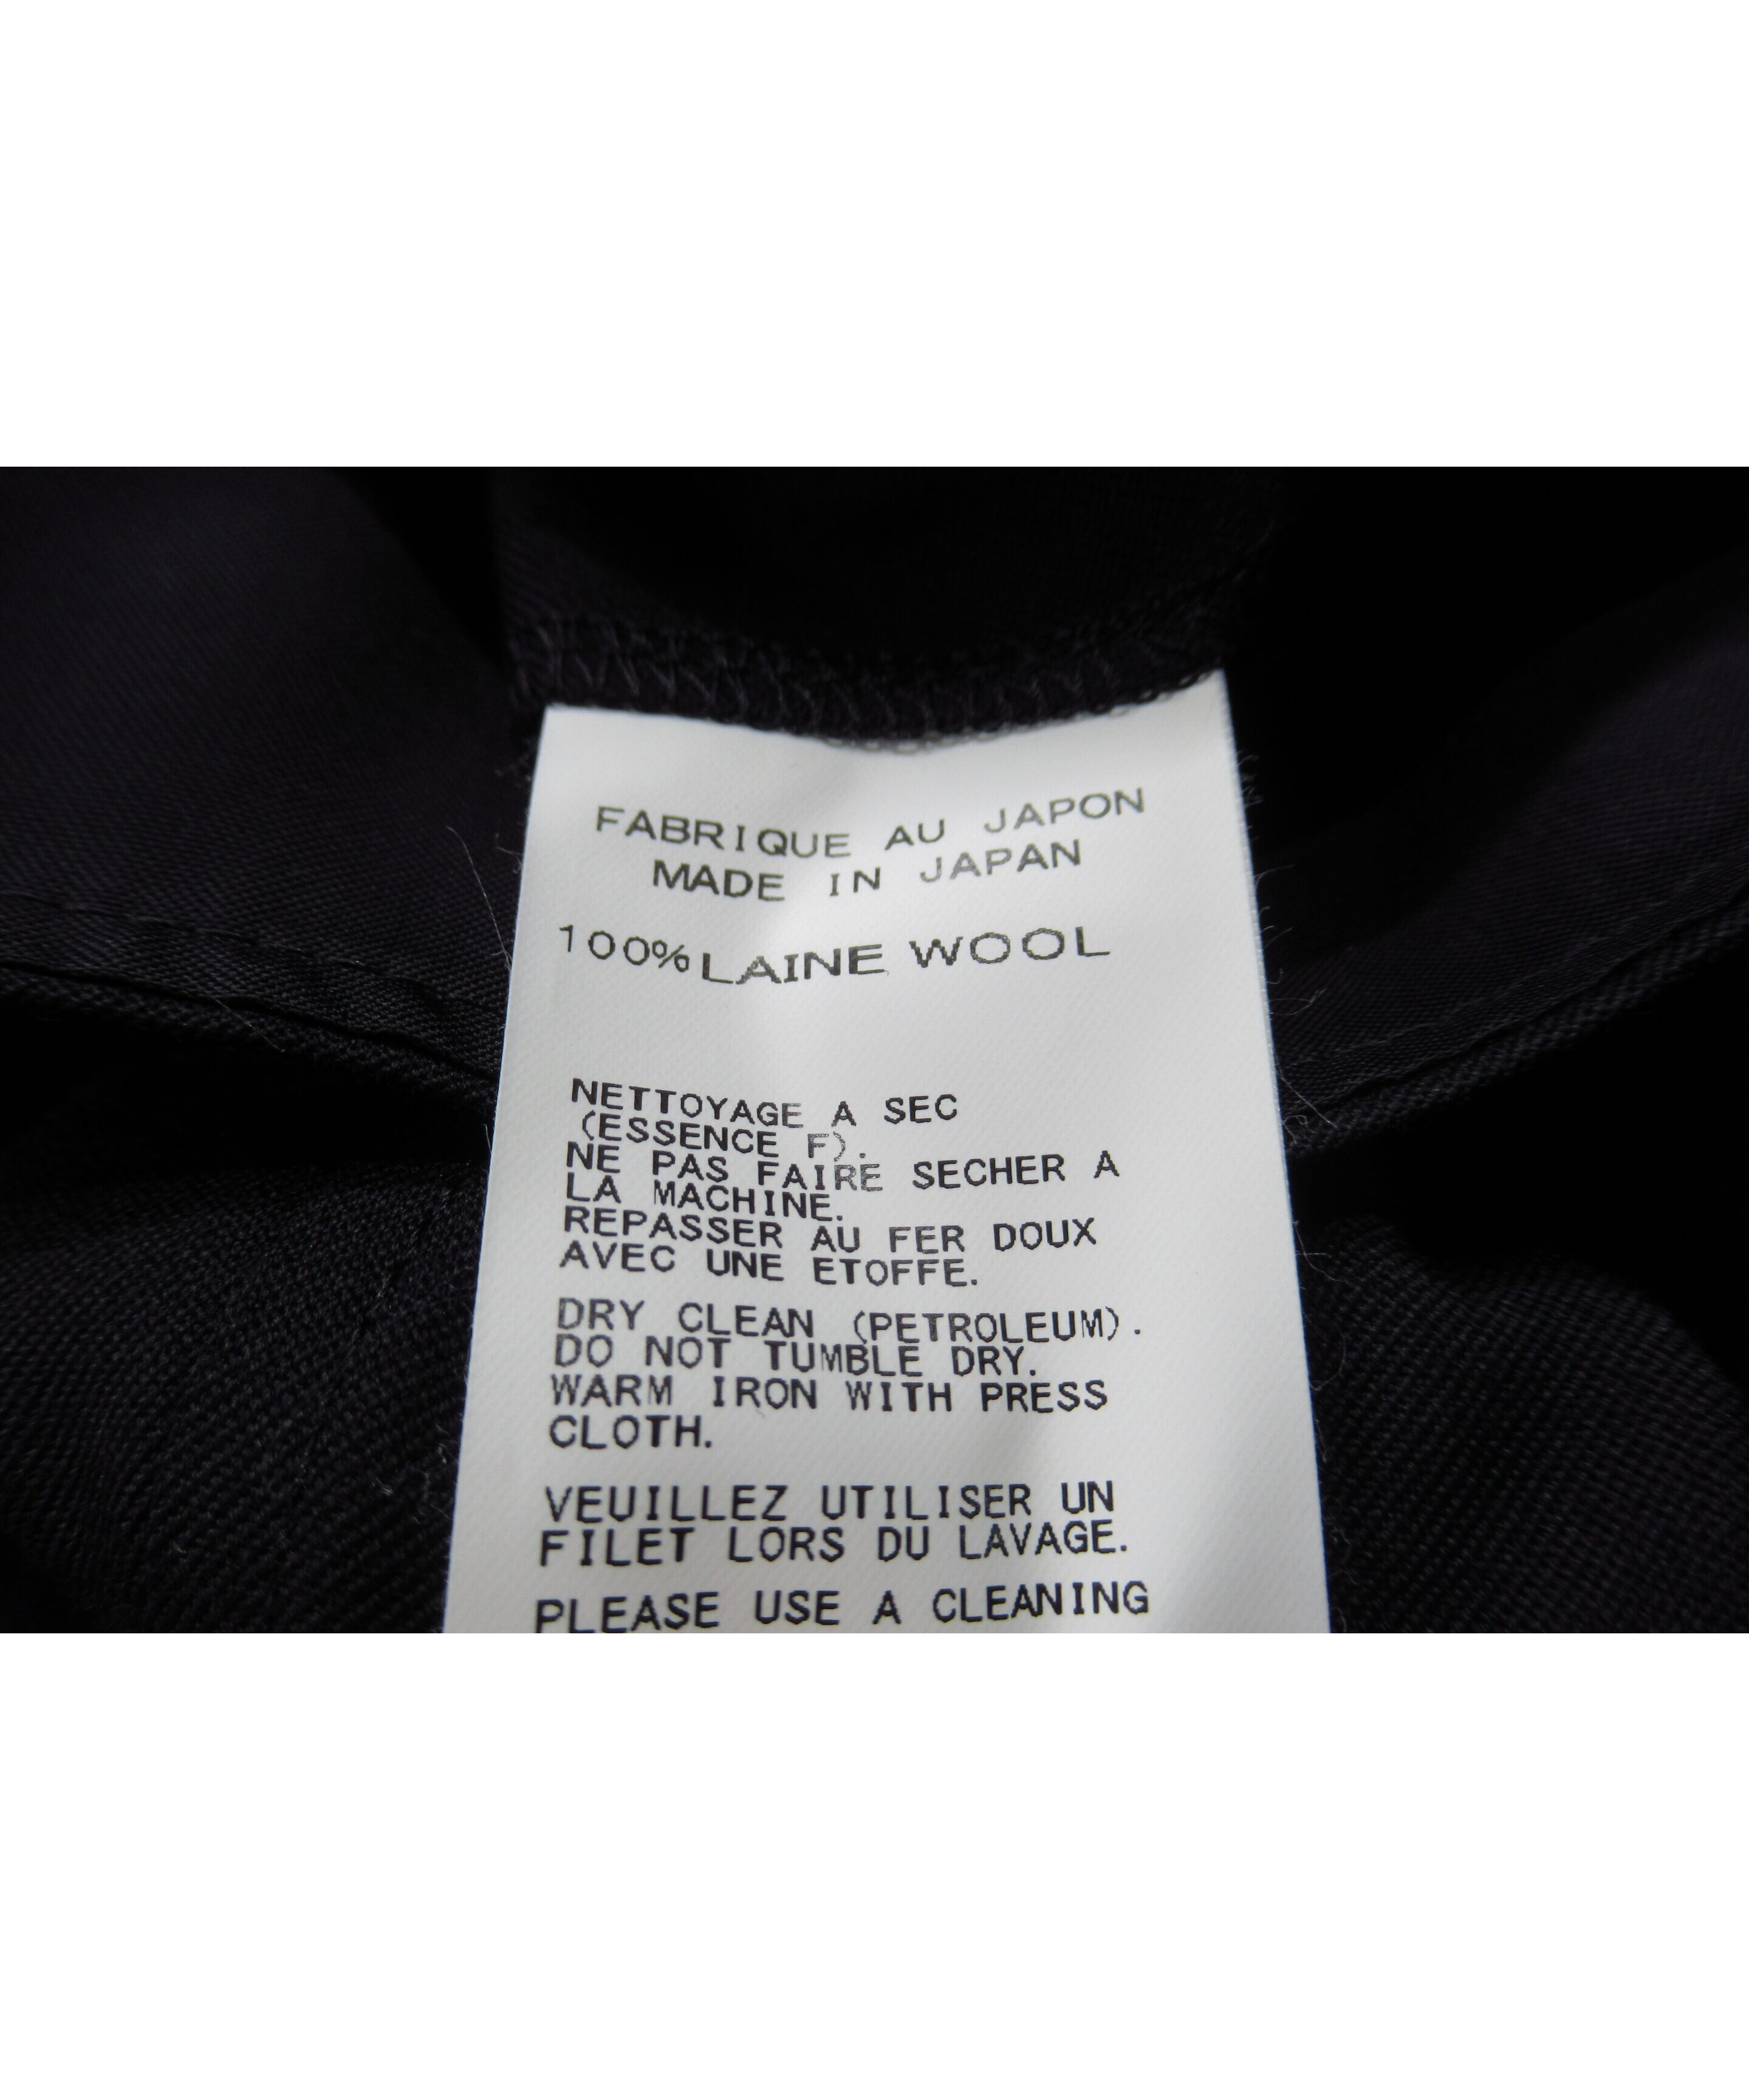 FABRIQUE AU JAPON
MADE IN JAPAN
100% LAINE WOOL
NETTOYAGE A SEC
(ESSENCE F).
NE PAS FAIRE SECHER A
LA MACHINE.
REPASSER AU FER DOUX
AVEC UNE ETOFFE.
DRY CLEAN (PETROLEUM).
DO NOT TUMBLE DRY.
WARM IRON WITH PRESS
CLOTH.
VEUILLEZ UTILISER UN
FILET LORS DU LAVAGE.
PLEASE USE A CLEANING